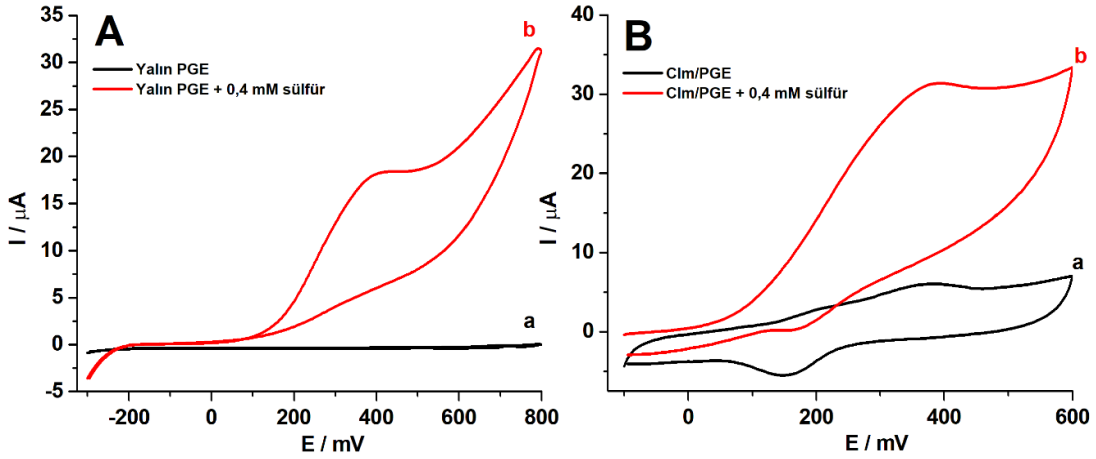 A
b
Yalın PGE
Yalın PGE + 0,4 mM sülfür
a
35
30
25
20
15
10
5
0
-5
I / µA
-200
0
200
400
600
800
E / mV
B
b
Clm/PGE
Clm/PGE + 0,4 mM sülfür
a
40
30
20
10
0
I / µA
0
200
400
600
E / mV